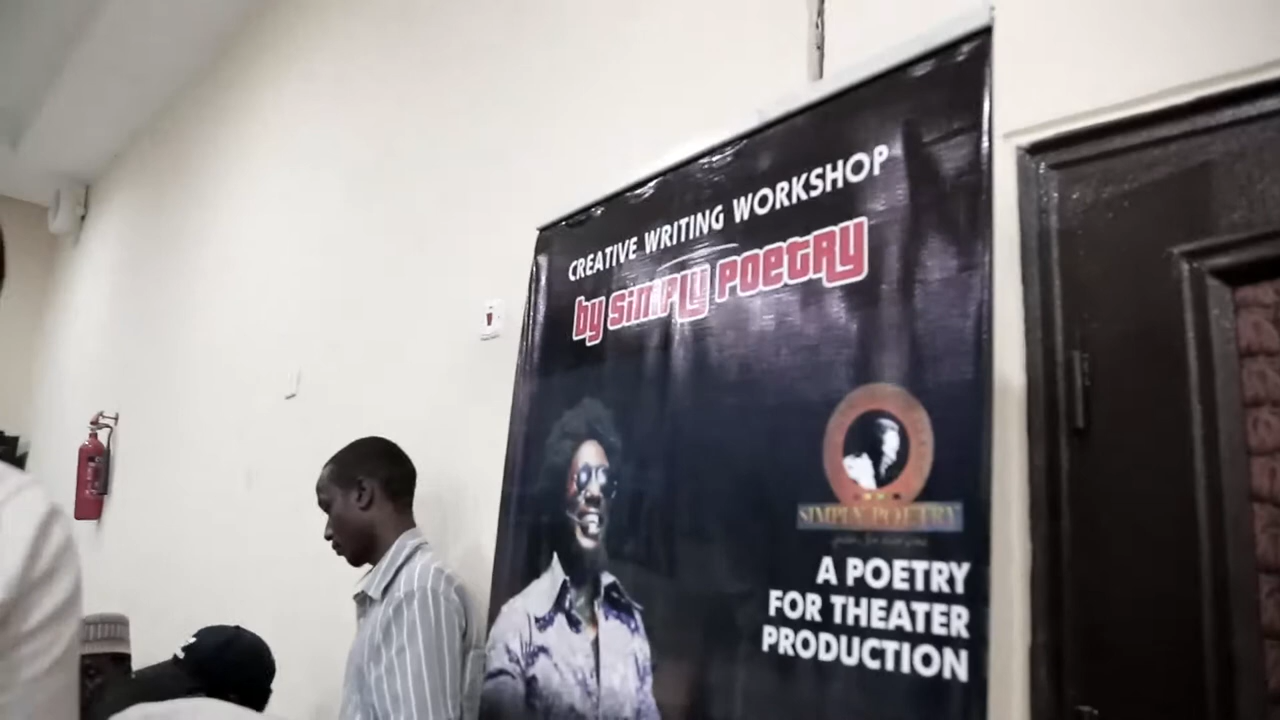 CREATIVE WRITING WORKSHOP
by SIMPLY POETRY
SIMPLY POETRY
A POETRY
FOR THEATER
PRODUCTION